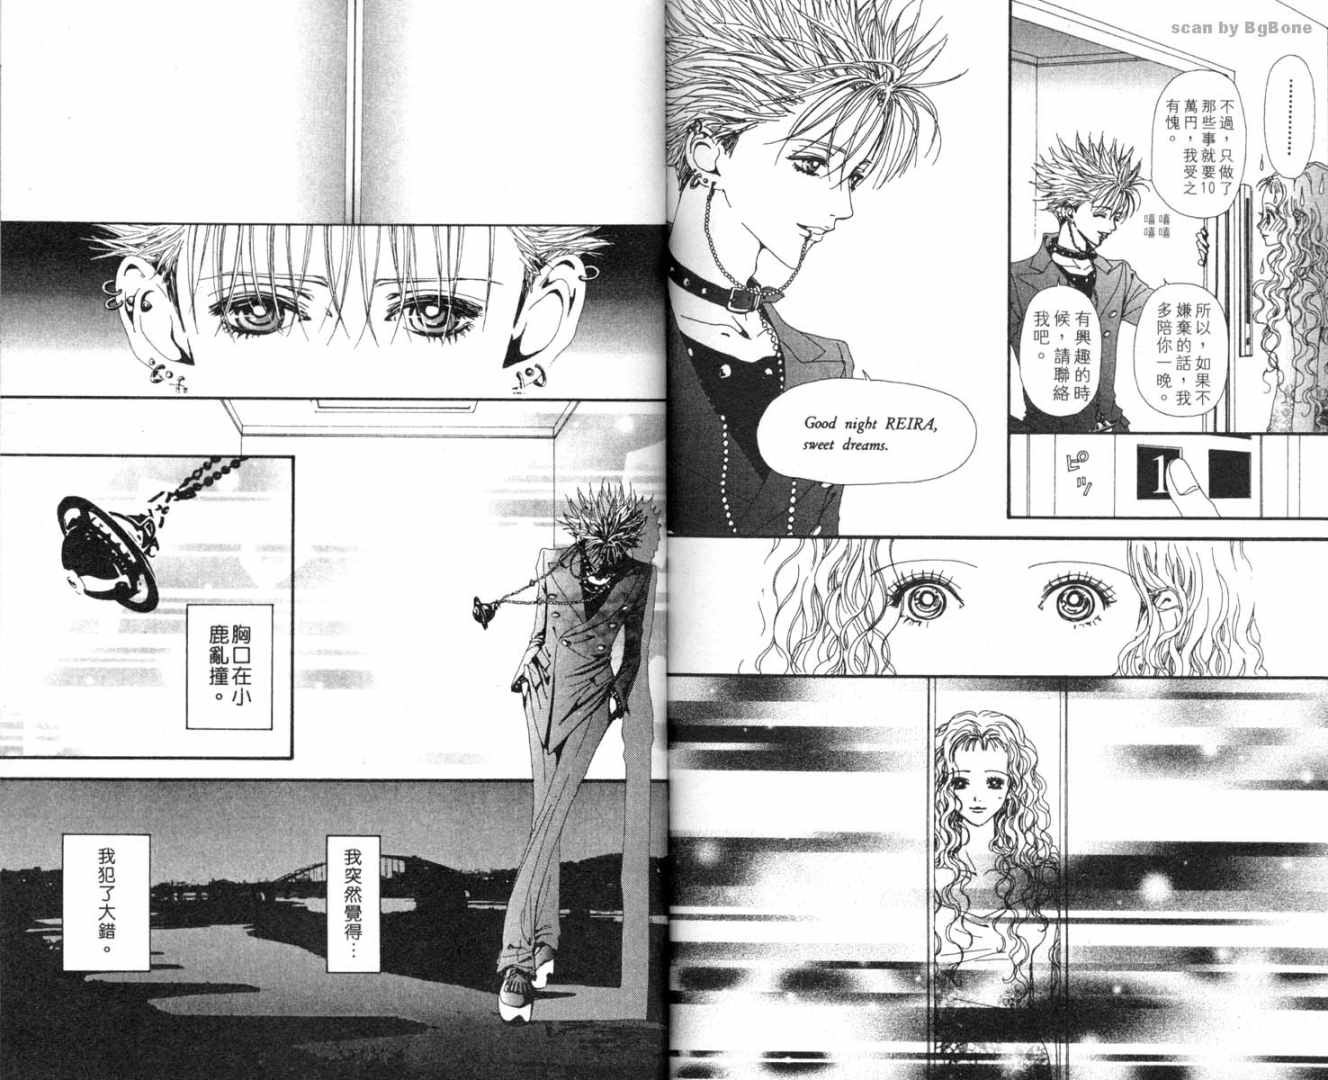 scan by BgBone
…………
不過，只做了
那些事就要10
萬円，我受之
有愧。
嘻嘻
嘻嘻
所以，如果不
嫌棄的話，我
多陪你一晚。
有興趣的時
候，請聯絡
我吧。
ピッ
1
Good night REIRA,
sweet dreams.
胸口在小
鹿亂撞。
我突然覺得…
我犯了大錯。